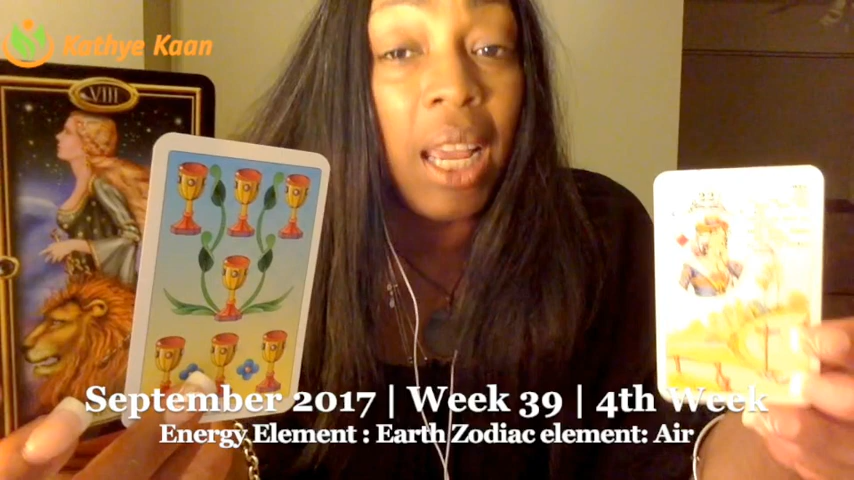 Kathye Kaan
VIII
September 2017 | Week 39 | 4th Week
Energy Element : Earth Zodiac element: Air